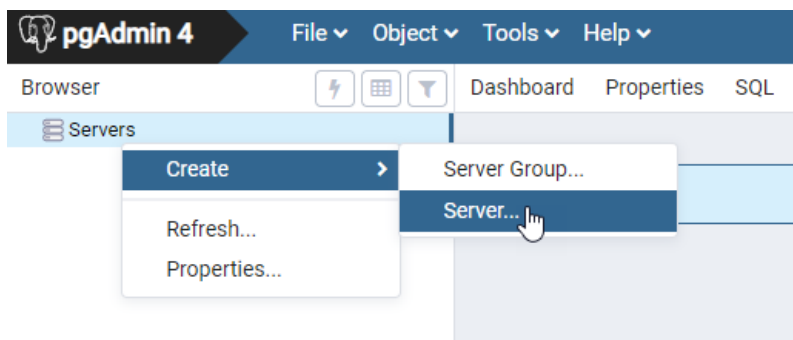 pgAdmin 4 File Object Tools Help
Browser Dashboard Properties SQL
Servers
Create Server Group...
Server...
Refresh...
Properties...